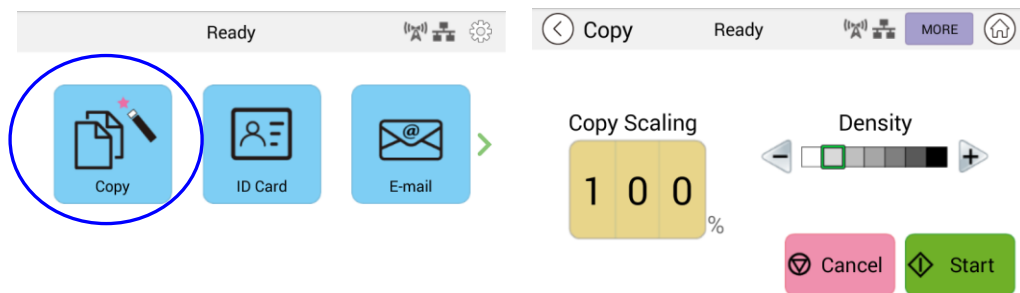 Ready
Copy
ID Card
E-mail
Copy
Ready
MORE
Copy Scaling
Density
1 0 0
%
Cancel
Start